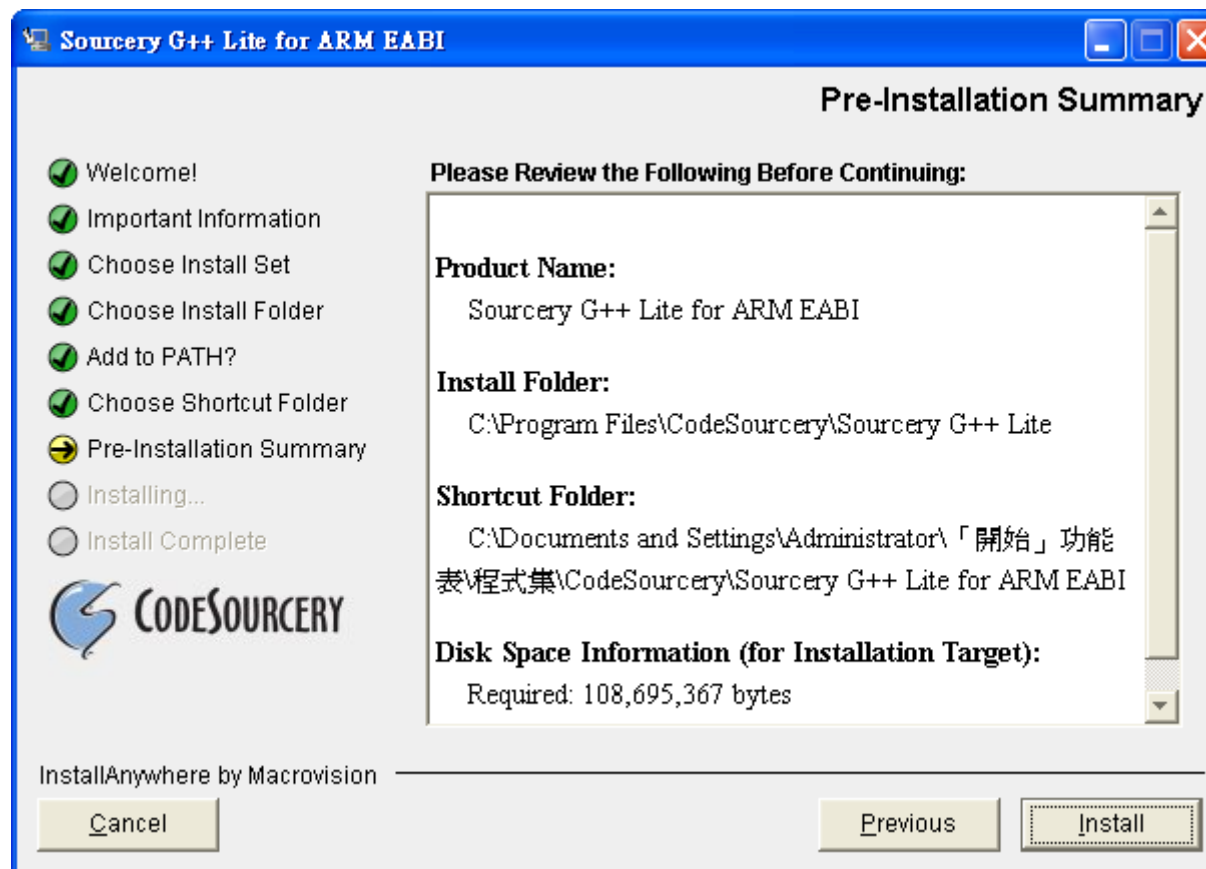 Sourcery G++ Lite for ARM EABI
Pre-Installation Summary
Welcome!
Important Information
Choose Install Set
Choose Install Folder
Add to PATH?
Choose Shortcut Folder
Pre-Installation Summary
Installing...
Install Complete
CODESOURCERY
Please Review the Following Before Continuing:
Product Name:
Sourcery G++ Lite for ARM EABI
Install Folder:
C:\Program Files\CodeSourcery\Sourcery G++ Lite
Shortcut Folder:
C:\Documents and Settings\Administrator\「開始」功能
表\程式集\CodeSourcery\Sourcery G++ Lite for ARM EABI
Disk Space Information (for Installation Target):
Required: 108,695,367 bytes
InstallAnywhere by Macrovision
Cancel
Previous
Install